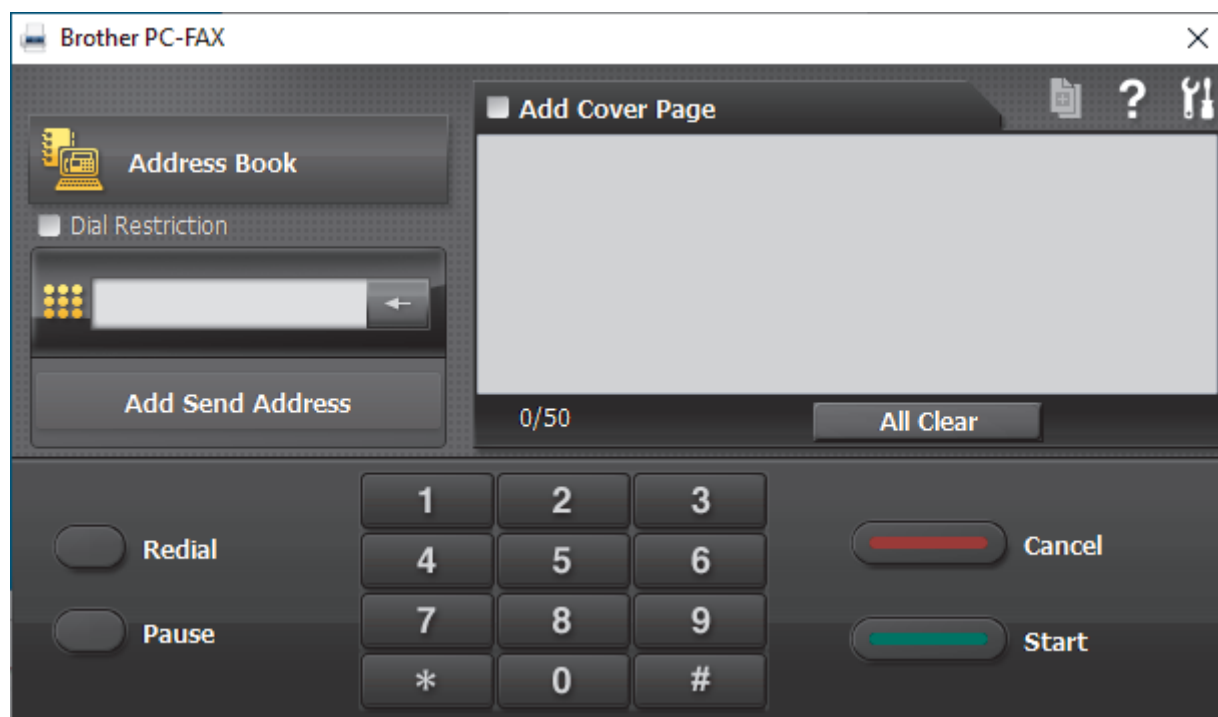 Brother PC-FAX
Add Cover Page
?
Address Book
Dial Restriction
Add Send Address
0/50
All Clear
1 2 3
Redial
4 5 6
Cancel
Pause
7 8 9
Start
* 0 #